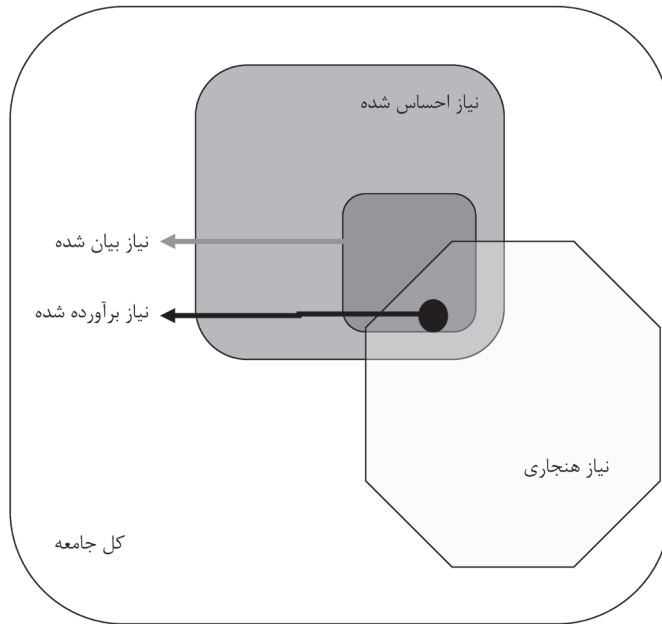 نیاز احساس شده
نیاز بیان شده
نیاز برآورده شده
نیاز هنجاری
کل جامعه